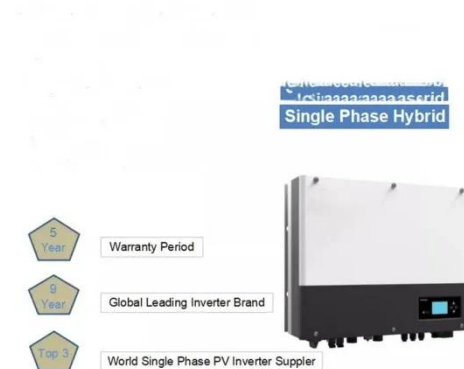 Single Phase Hybrid
5
Year
Warranty Period
9
Year
Global Leading Inverter Brand
Top 3
World Single Phase PV Inverter Suppler